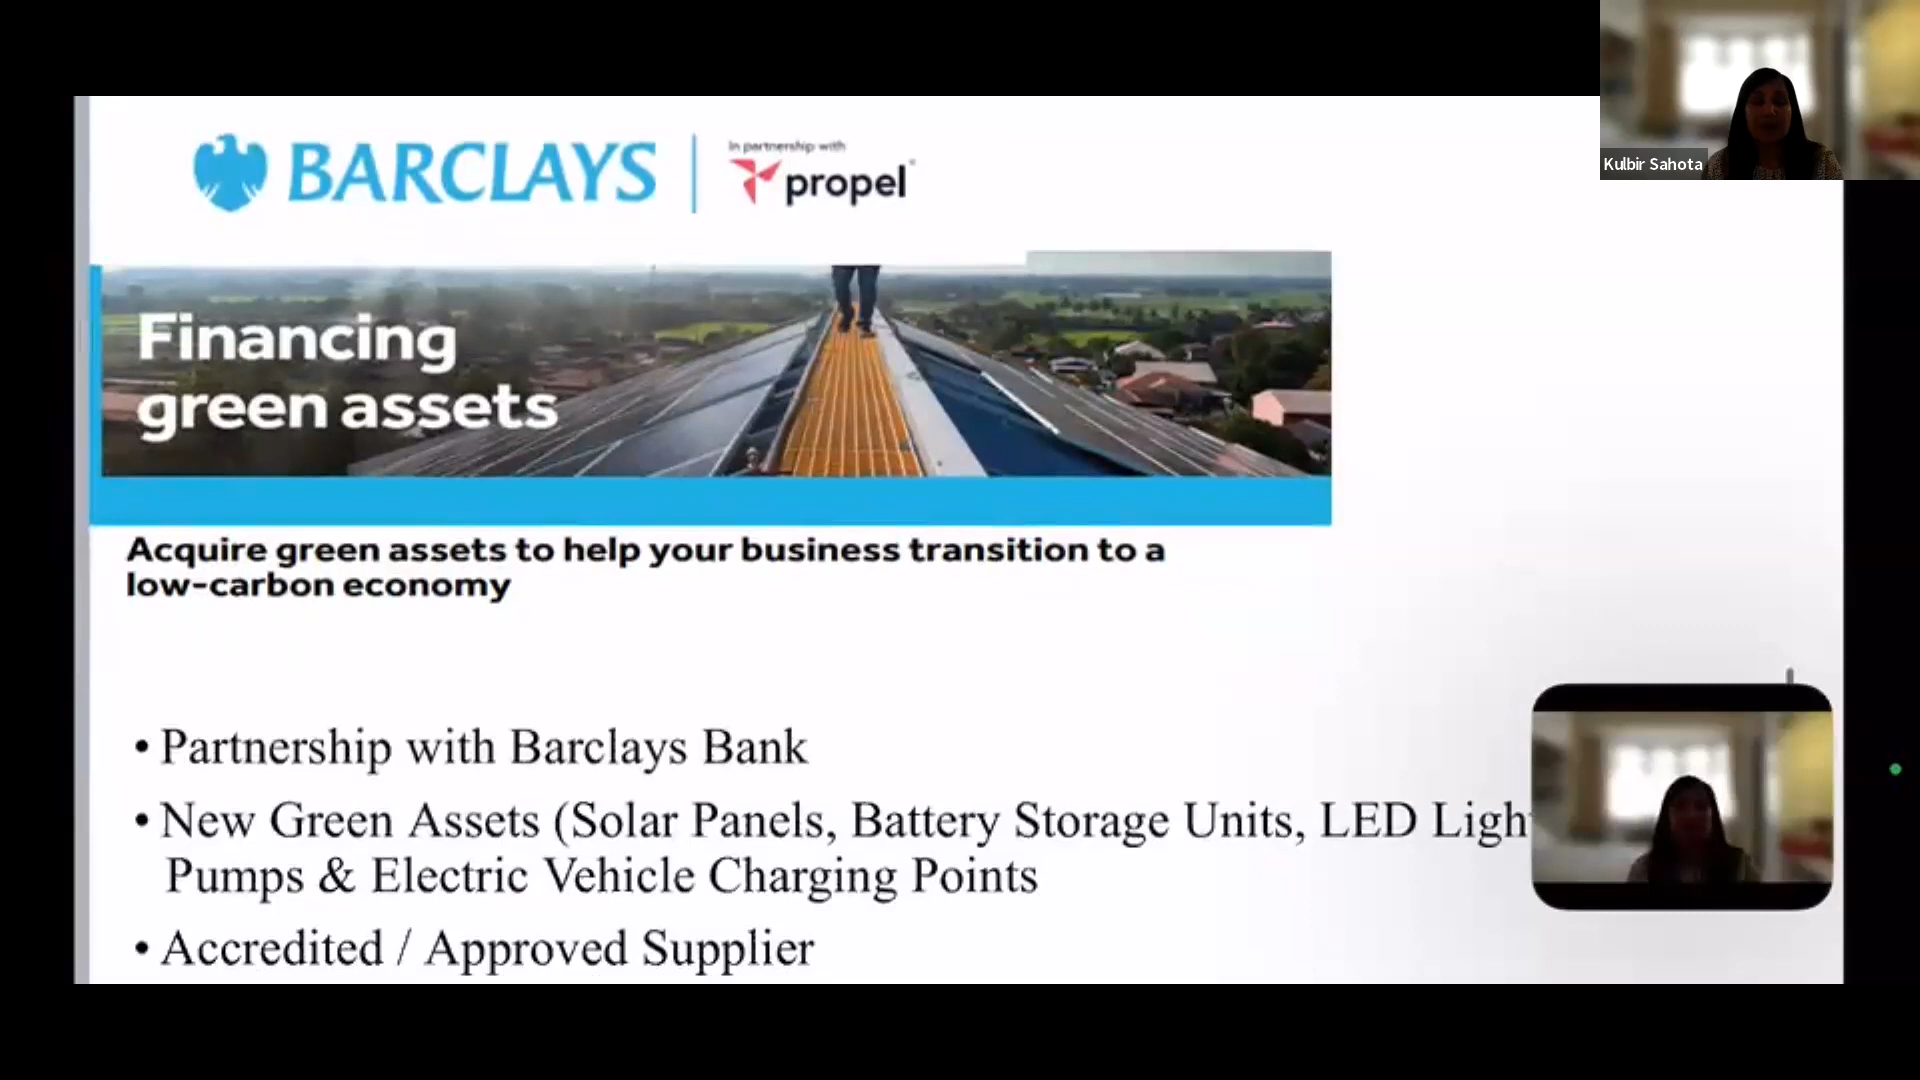 BARCLAYS
In partnership with
propel
Kulbir Sahota
Financing
green assets
Acquire green assets to help your business transition to a
low-carbon economy
• Partnership with Barclays Bank
• New Green Assets (Solar Panels, Battery Storage Units, LED Ligh
Pumps & Electric Vehicle Charging Points
• Accredited / Approved Supplier